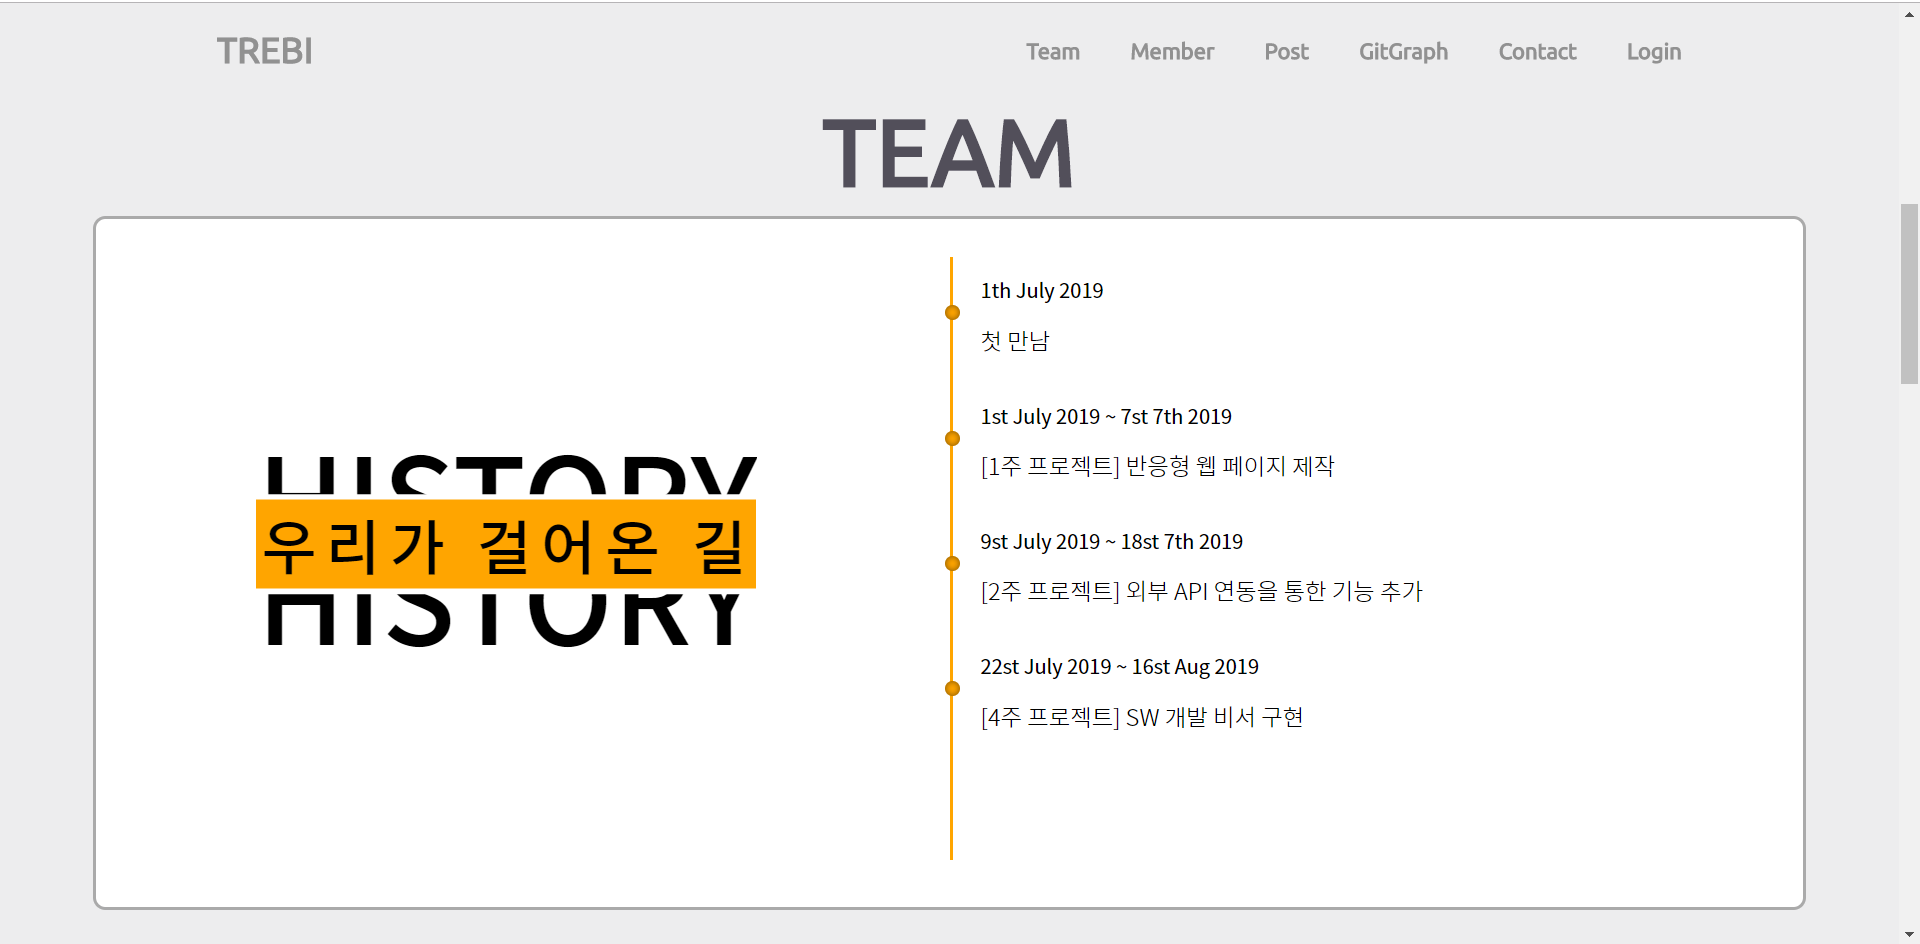 TREBI
Team Member Post GitGraph Contact Login
TEAM
HISTORY
우리가 걸어온 길
HISTORY
1th July 2019
첫 만남
1st July 2019 ~ 7st 7th 2019
[1주 프로젝트] 반응형 웹 페이지 제작
9st July 2019 ~ 18st 7th 2019
[2주 프로젝트] 외부 API 연동을 통한 기능 추가
22st July 2019 ~ 16st Aug 2019
[4주 프로젝트] SW 개발 비서 구현